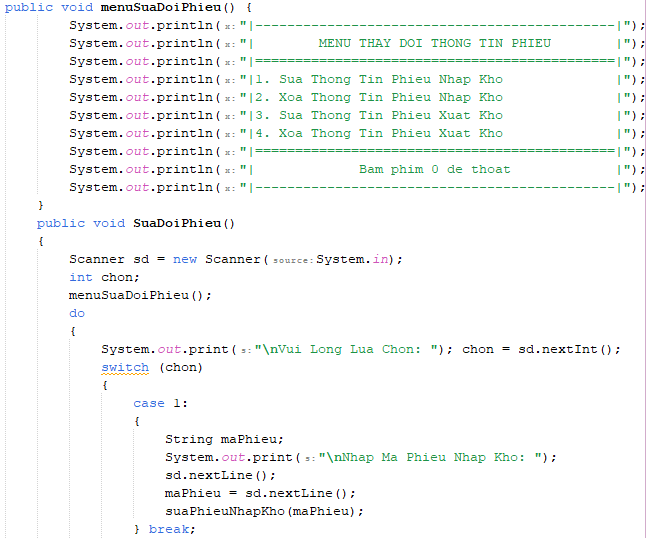 public void menuSuaDoiPhieu() {
System.out.println(x:"|---------------------------------------------|");
System.out.println(x:"|        MENU THAY DOI THONG TIN PHIEU        |");
System.out.println(x:"|=============================================|");
System.out.println(x:"|1. Sua Thong Tin Phieu Nhap Kho              |");
System.out.println(x:"|2. Xoa Thong Tin Phieu Nhap Kho              |");
System.out.println(x:"|3. Sua Thong Tin Phieu Xuat Kho              |");
System.out.println(x:"|4. Xoa Thong Tin Phieu Xuat Kho              |");
System.out.println(x:"|=============================================|");
System.out.println(x:"|             Bam phim 0 de thoat             |");
System.out.println(x:"|---------------------------------------------|");
}
public void SuaDoiPhieu()
{
Scanner sd = new Scanner(source:System.in);
int chon;
menuSuaDoiPhieu();
do
{
System.out.print(s:"\nVui Long Lua Chon: "); chon = sd.nextInt();
switch (chon)
{
case 1:
{
String maPhieu;
System.out.print(s:"\nNhap Ma Phieu Nhap Kho: ");
sd.nextLine();
maPhieu = sd.nextLine();
suaPhieuNhapKho(maPhieu);
} break;